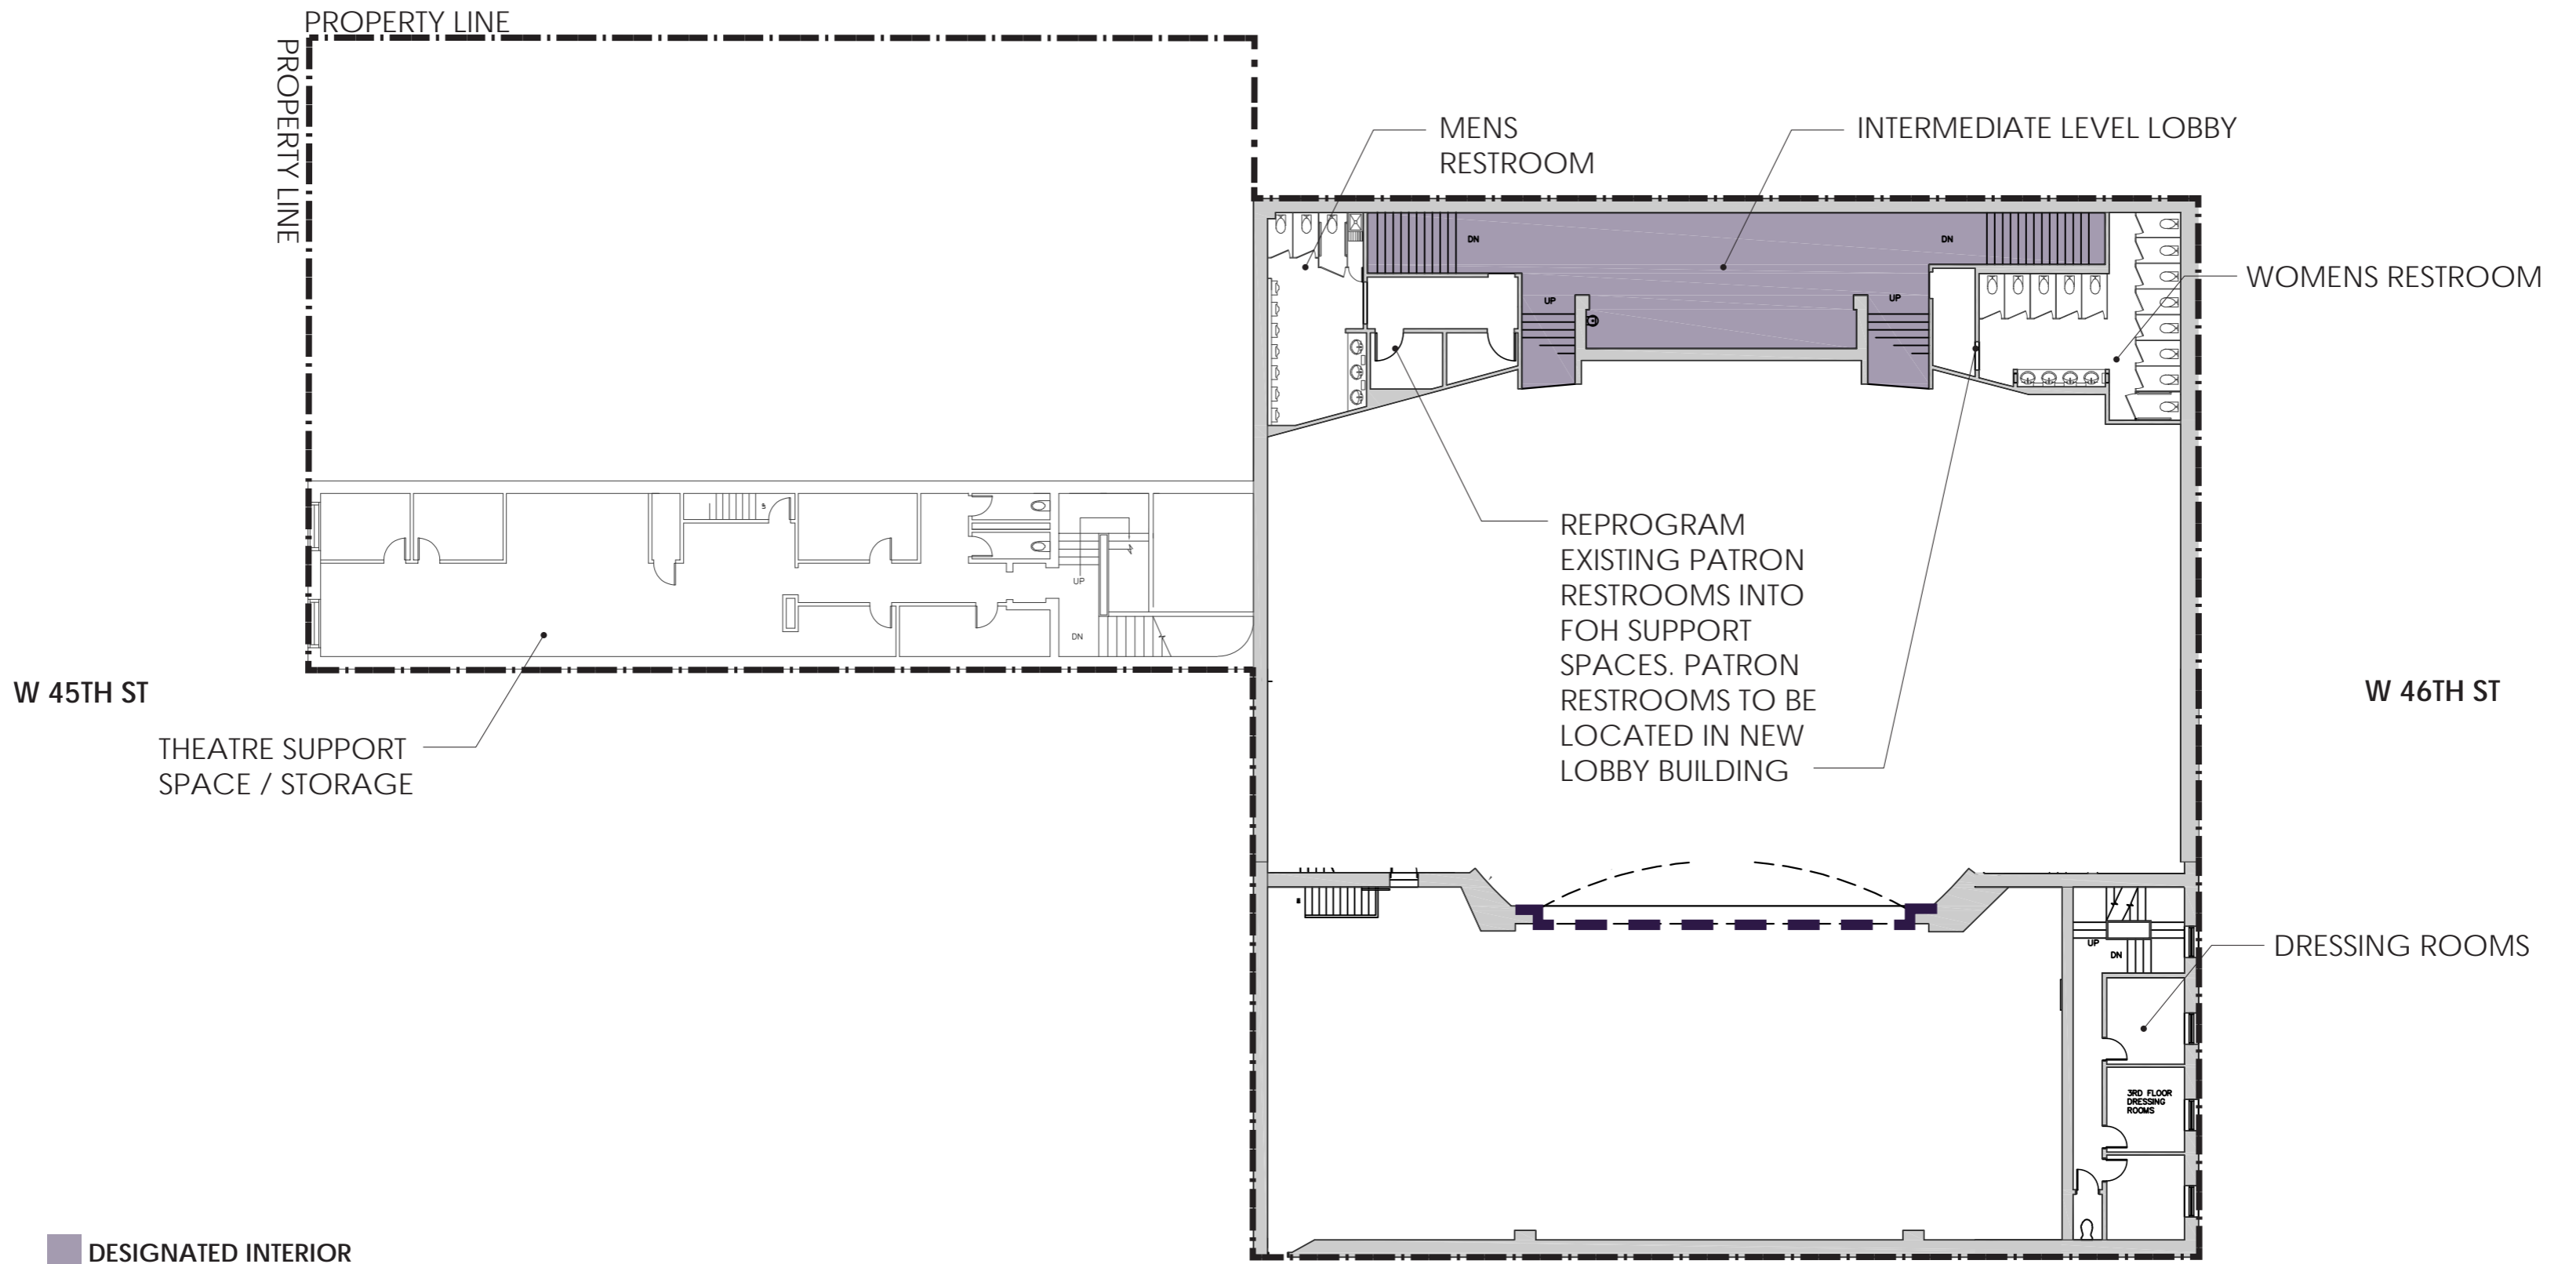 PROPERTY LINE
PROPERTY LINE
MENS
RESTROOM
INTERMEDIATE LEVEL LOBBY
WOMENS RESTROOM
DN
DN
UP
UP
REPROGRAM
EXISTING PATRON
RESTROOMS INTO
FOH SUPPORT
SPACES. PATRON
RESTROOMS TO BE
LOCATED IN NEW
LOBBY BUILDING
UP
DN
W 45TH ST
W 46TH ST
THEATRE SUPPORT
SPACE / STORAGE
UP
DN
DRESSING ROOMS
3RD FLOOR
DRESSING
ROOMS
DESIGNATED INTERIOR